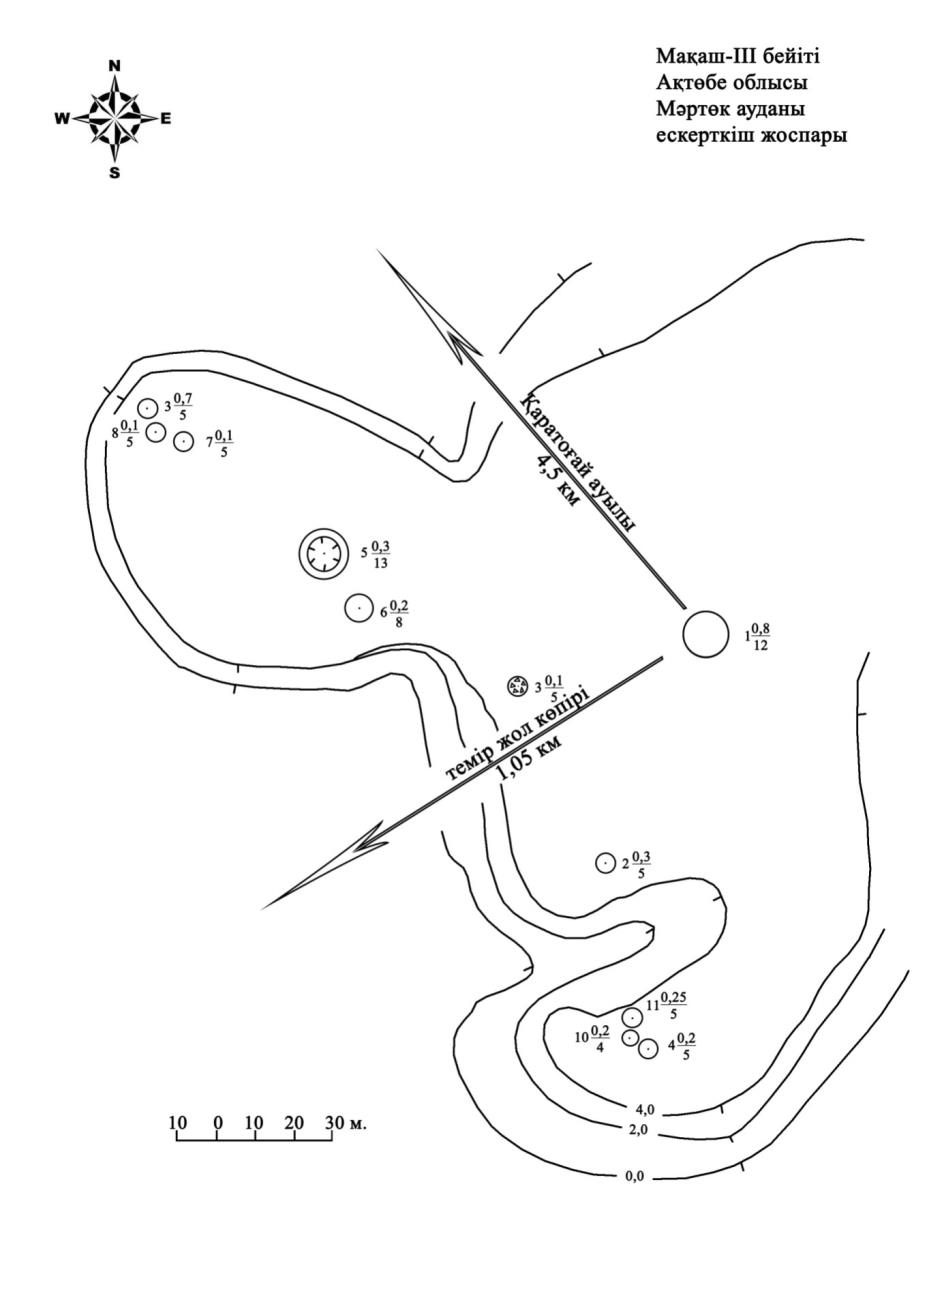 Мақаш-III бейіті
Ақтөбе облысы
Мәртөк ауданы
ескерткіш жоспары
N
W E
S
Қаратоғай ауылы
4,5 км
3 0,7/5
8 0,1/5
7 0,1/5
5 0,3/13
6 0,2/8
1 0,8/12
3 0,1/5
темір жол көпірі
1,05 км
2 0,3/5
11 0,25/5
10 0,2/4
4 0,2/5
4,0
2,0
0,0
10 0 10 20 30 м.